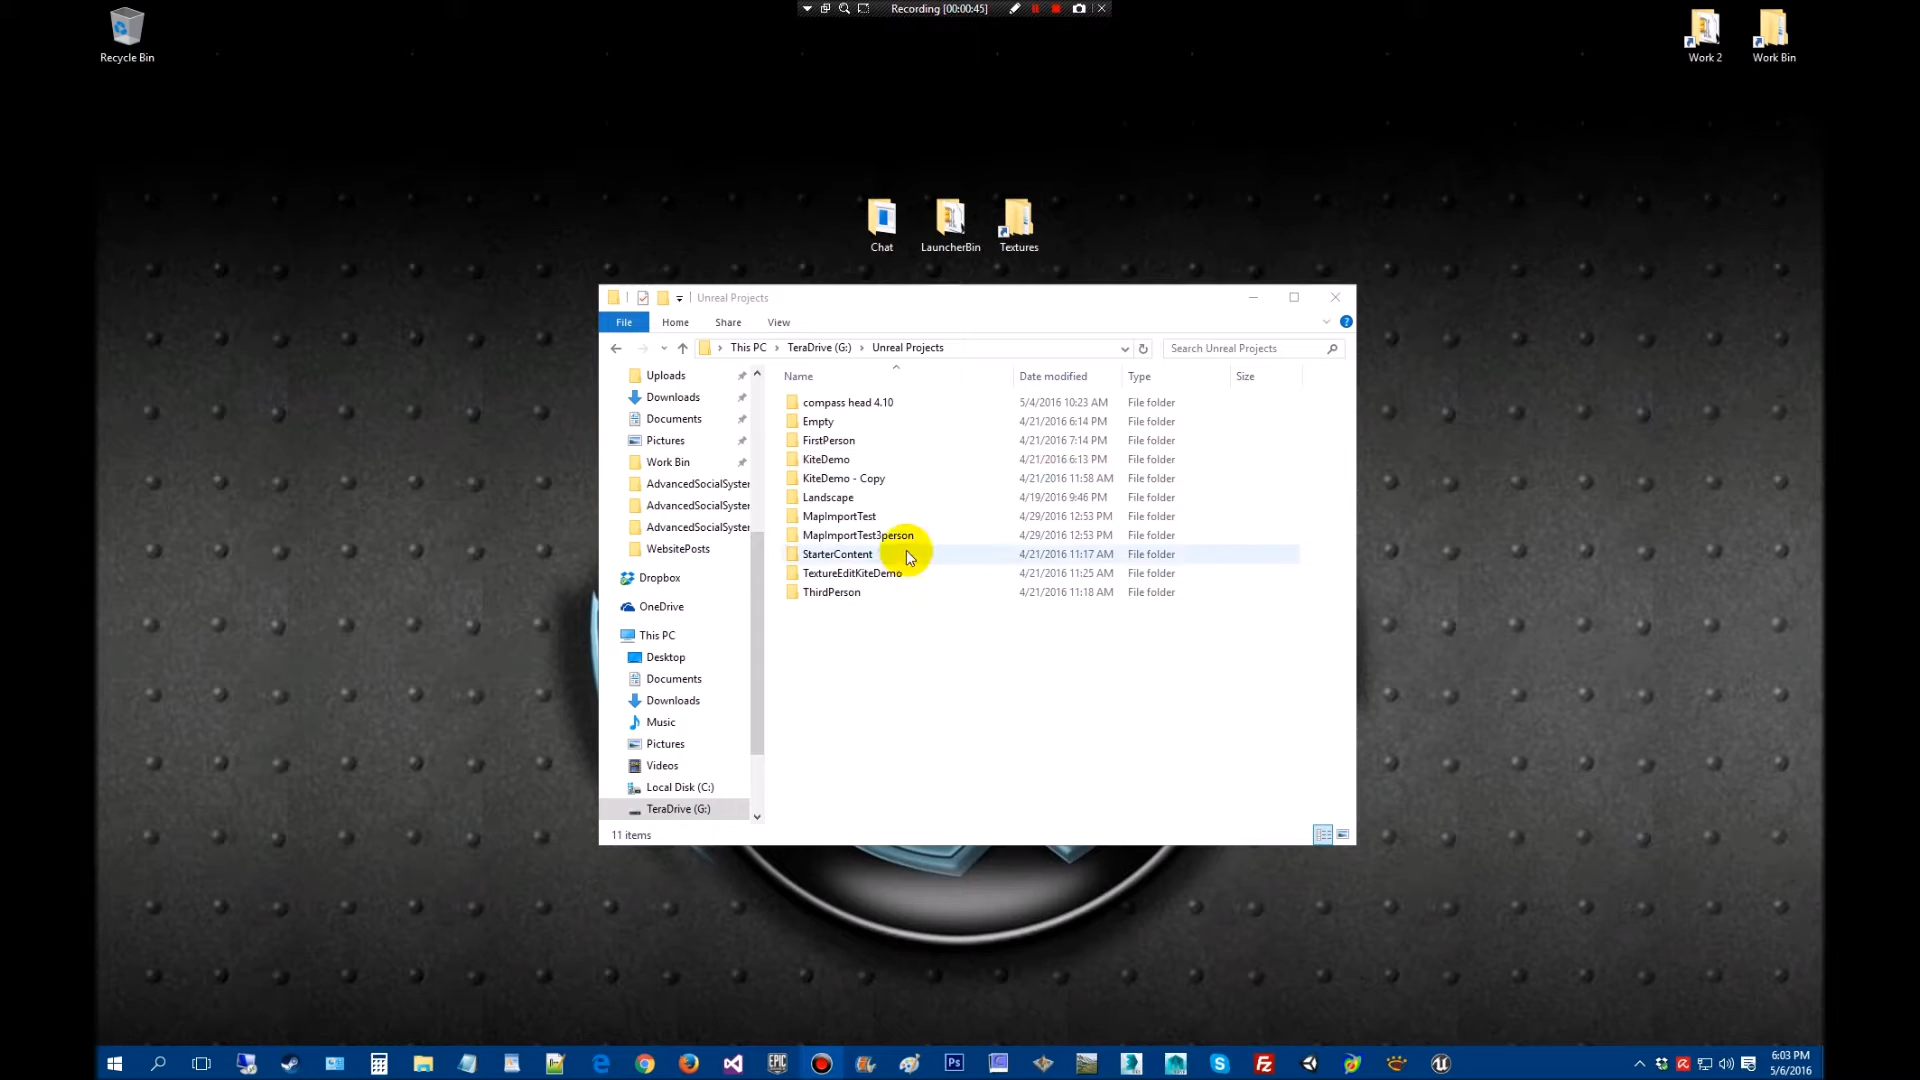 Recording [00:00:45]
Recycle Bin
Work 2
Work Bin
Chat
LauncherBin
Textures
Unreal Projects
File
Home
Share
View
This PC
TeraDrive (G:)
Unreal Projects
Search Unreal Projects
Name
Date modified
Type
Size
Uploads
Downloads
Documents
Pictures
Work Bin
AdvancedSocialSyster
AdvancedSocialSyster
AdvancedSocialSyster
WebsitePosts
Dropbox
OneDrive
This PC
Desktop
Documents
Downloads
Music
Pictures
Videos
Local Disk (C:)
TeraDrive (G:)
compass head 4.10 5/4/2016 10:23 AM File folder
Empty 4/21/2016 6:14 PM File folder
FirstPerson 4/21/2016 7:14 PM File folder
KiteDemo 4/21/2016 6:13 PM File folder
KiteDemo - Copy 4/21/2016 11:58 AM File folder
Landscape 4/19/2016 9:46 PM File folder
MapImportTest 4/29/2016 12:53 PM File folder
MapImportTest3person 4/29/2016 12:53 PM File folder
StarterContent 4/21/2016 11:17 AM File folder
TextureEditKiteDemo 4/21/2016 11:25 AM File folder
ThirdPerson 4/21/2016 11:18 AM File folder
11 items
EPIC
Ps
6:03 PM
5/6/2016